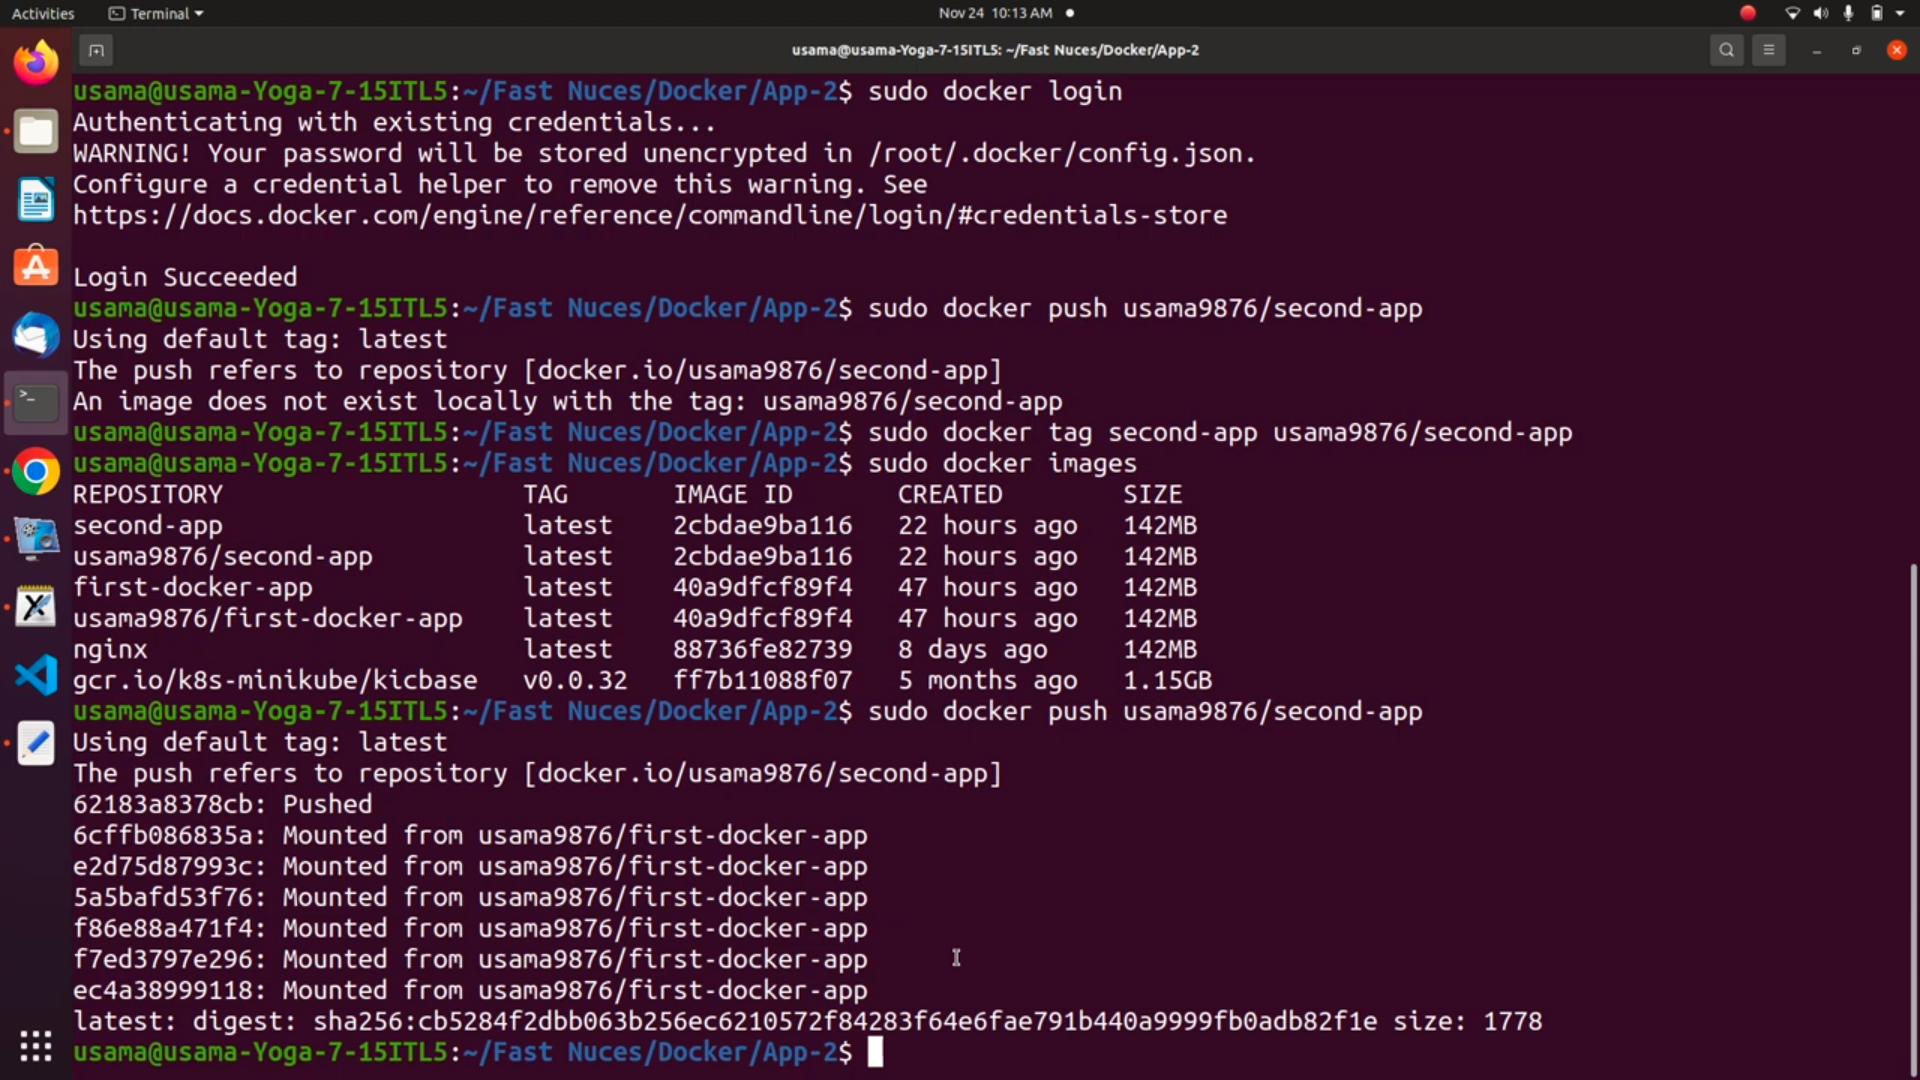 Activities Terminal Nov 24 10:13 AM
usama@usama-Yoga-7-15ITL5: ~/Fast Nuces/Docker/App-2
usama@usama-Yoga-7-15ITL5:~/Fast Nuces/Docker/App-2$ sudo docker login
Authenticating with existing credentials...
WARNING! Your password will be stored unencrypted in /root/.docker/config.json.
Configure a credential helper to remove this warning. See
https://docs.docker.com/engine/reference/commandline/login/#credentials-store
Login Succeeded
usama@usama-Yoga-7-15ITL5:~/Fast Nuces/Docker/App-2$ sudo docker push usama9876/second-app
Using default tag: latest
The push refers to repository [docker.io/usama9876/second-app]
An image does not exist locally with the tag: usama9876/second-app
usama@usama-Yoga-7-15ITL5:~/Fast Nuces/Docker/App-2$ sudo docker tag second-app usama9876/second-app
usama@usama-Yoga-7-15ITL5:~/Fast Nuces/Docker/App-2$ sudo docker images
REPOSITORY TAG IMAGE ID CREATED SIZE
second-app latest 2cbdae9ba116 22 hours ago 142MB
usama9876/second-app latest 2cbdae9ba116 22 hours ago 142MB
first-docker-app latest 40a9dfcf89f4 47 hours ago 142MB
usama9876/first-docker-app latest 40a9dfcf89f4 47 hours ago 142MB
nginx latest 88736fe82739 8 days ago 142MB
gcr.io/k8s-minikube/kicbase v0.0.32 ff7b11088f07 5 months ago 1.15GB
usama@usama-Yoga-7-15ITL5:~/Fast Nuces/Docker/App-2$ sudo docker push usama9876/second-app
Using default tag: latest
The push refers to repository [docker.io/usama9876/second-app]
62183a8378cb: Pushed
6cffb086835a: Mounted from usama9876/first-docker-app
e2d75d87993c: Mounted from usama9876/first-docker-app
5a5bafd53f76: Mounted from usama9876/first-docker-app
f86e88a471f4: Mounted from usama9876/first-docker-app
f7ed3797e296: Mounted from usama9876/first-docker-app
ec4a38999118: Mounted from usama9876/first-docker-app
latest: digest: sha256:cb5284f2dbb063b256ec6210572f84283f64e6fae791b440a9999fb0adb82f1e size: 1778
usama@usama-Yoga-7-15ITL5:~/Fast Nuces/Docker/App-2$